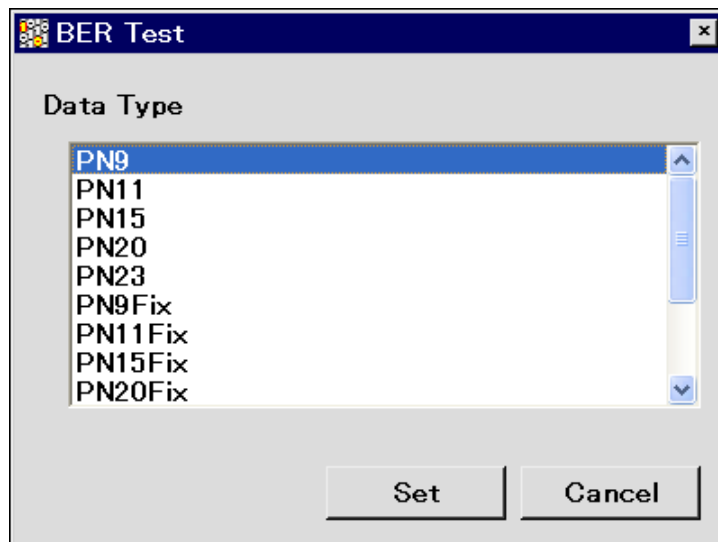 BER Test
Data Type
PN9
PN11
PN15
PN20
PN23
PN9Fix
PN11Fix
PN15Fix
PN20Fix
Set Cancel